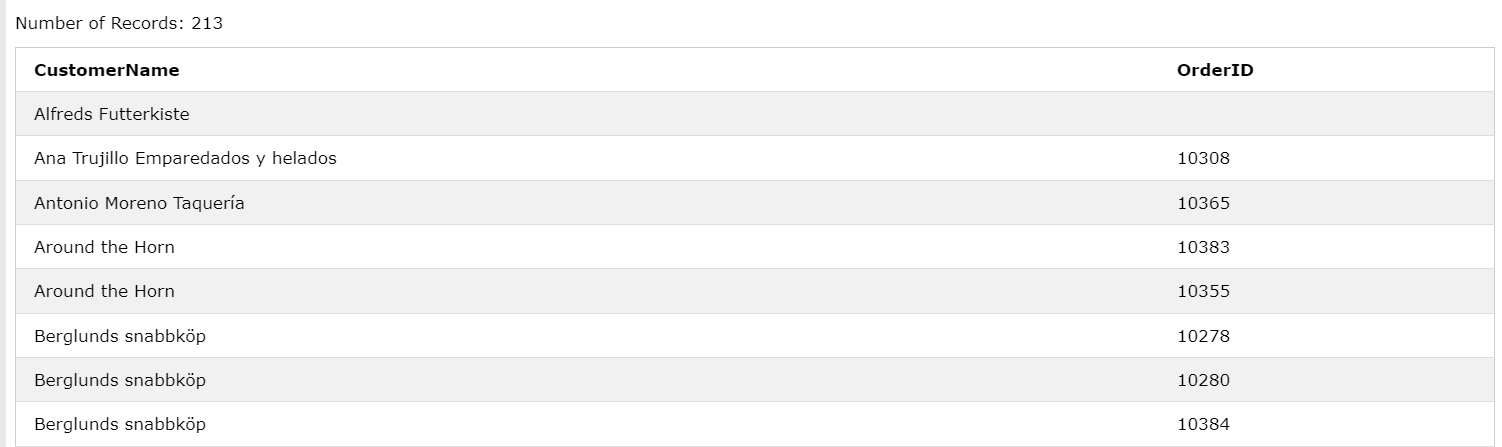 Number of Records: 213
CustomerName OrderID
Alfreds Futterkiste
Ana Trujillo Emparedados y helados 10308
Antonio Moreno Taquería 10365
Around the Horn 10383
Around the Horn 10355
Berglunds snabbköp 10278
Berglunds snabbköp 10280
Berglunds snabbköp 10384